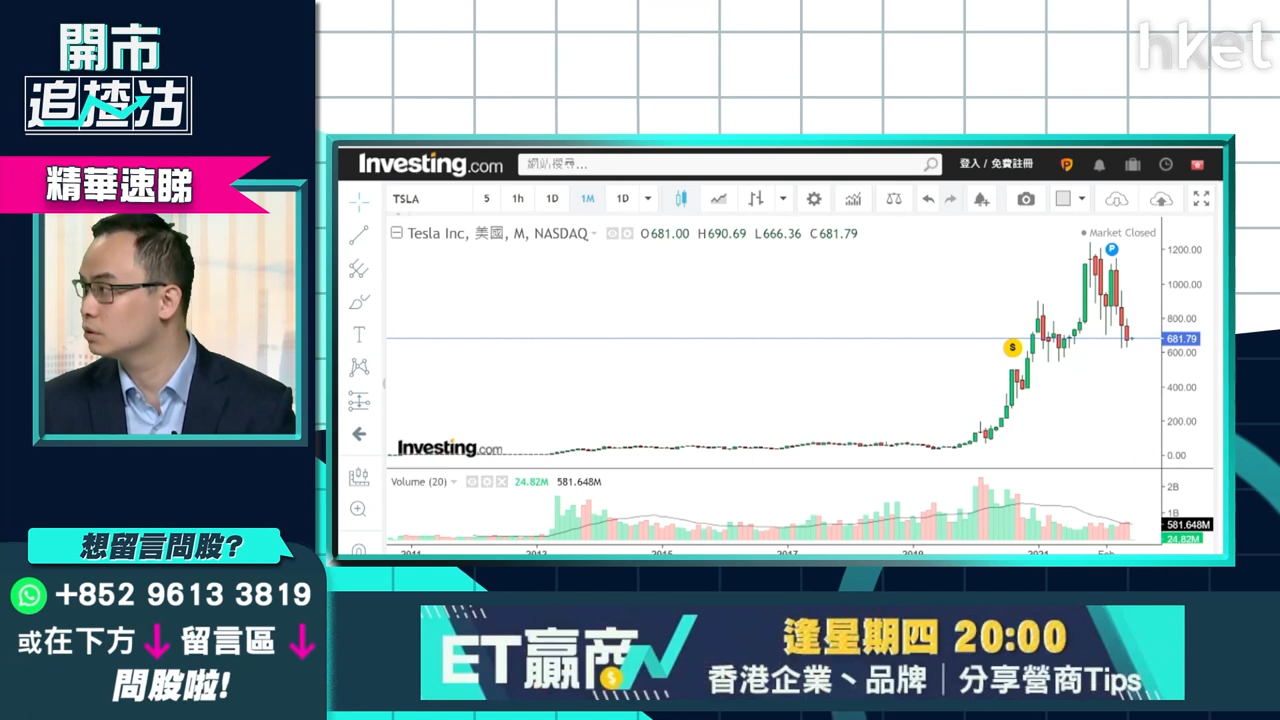 開市
追揸沽
hket
精華速睇
Investing.com
網站搜尋...
登入 / 免費註冊
TSLA
5
1h
1D
1M
1D
Tesla Inc, 美國, M, NASDAQ
O681.00 H690.69 L666.36 C681.79
Market Closed
P
1200.00
1000.00
800.00
681.79
600.00
400.00
200.00
0.00
S
Investing.com
Volume (20)
24.82M
581.648M
2B
1B
581.648M
24.82M
2011
2013
2015
2017
2019
2021
Feb
想留言問股?
+852 9613 3819
或在下方 留言區
問股啦!
ET贏商
逢星期四 20:00
香港企業、品牌｜分享營商Tips